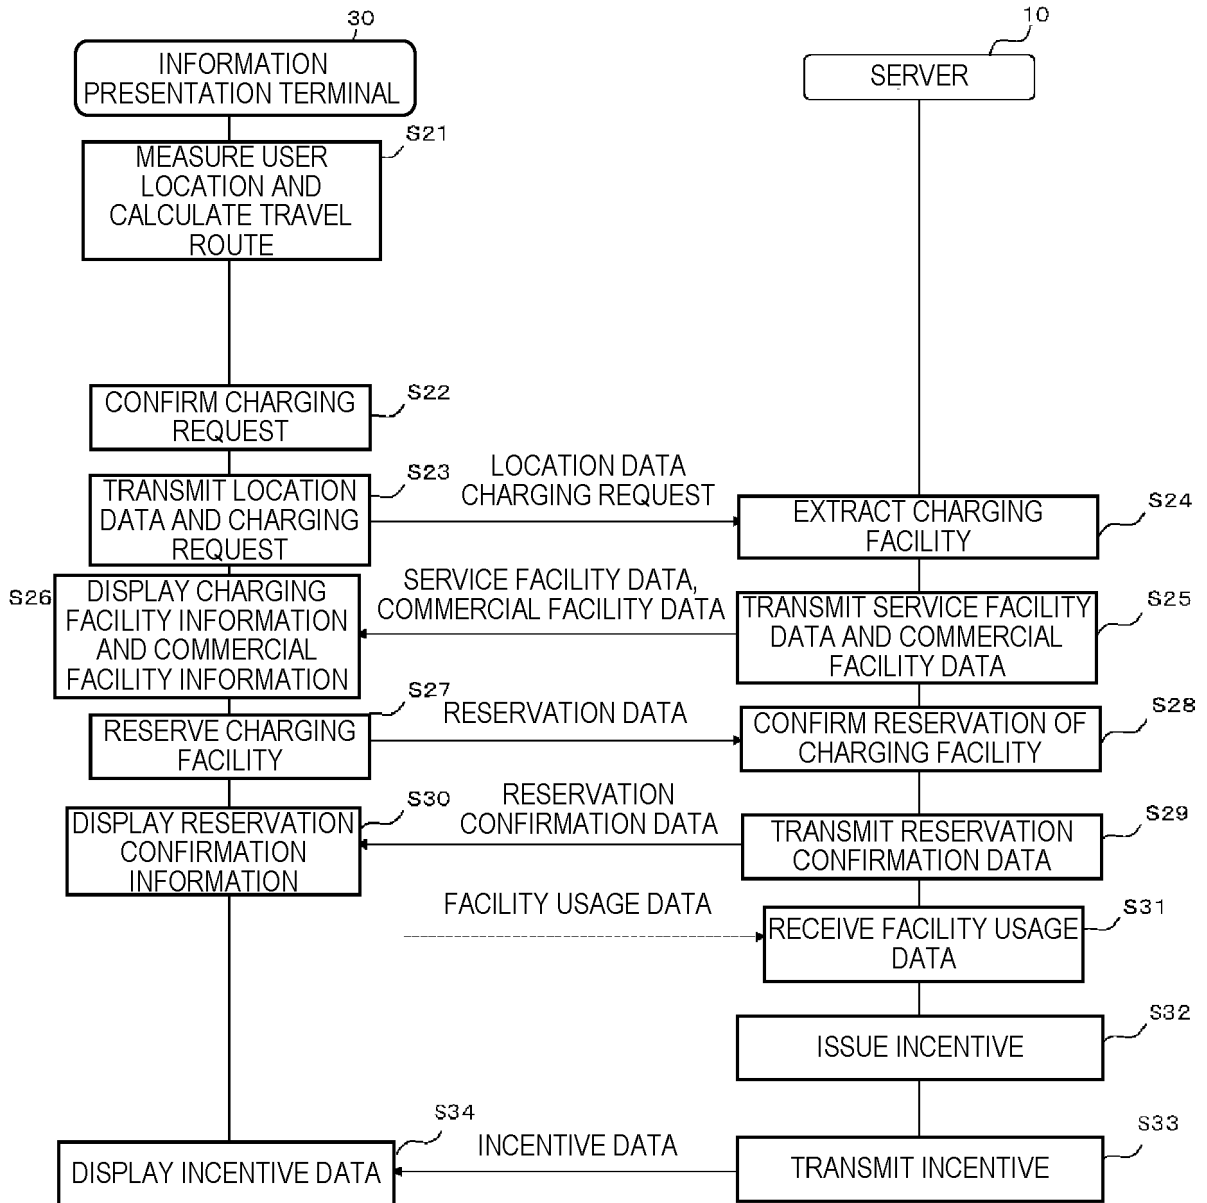 30
INFORMATION
PRESENTATION TERMINAL
10
SERVER
S21
MEASURE USER
LOCATION AND
CALCULATE TRAVEL
ROUTE
S22
CONFIRM CHARGING
REQUEST
S23
TRANSMIT LOCATION
DATA AND CHARGING
REQUEST
LOCATION DATA
CHARGING REQUEST
S24
EXTRACT CHARGING
FACILITY
S25
TRANSMIT SERVICE FACILITY
DATA AND COMMERCIAL
FACILITY DATA
SERVICE FACILITY DATA,
COMMERCIAL FACILITY DATA
S26
DISPLAY CHARGING
FACILITY INFORMATION
AND COMMERCIAL
FACILITY INFORMATION
S27
RESERVE CHARGING
FACILITY
RESERVATION DATA
S28
CONFIRM RESERVATION OF
CHARGING FACILITY
S29
TRANSMIT RESERVATION
CONFIRMATION DATA
RESERVATION
CONFIRMATION DATA
S30
DISPLAY RESERVATION
CONFIRMATION
INFORMATION
FACILITY USAGE DATA
S31
RECEIVE FACILITY USAGE
DATA
S32
ISSUE INCENTIVE
S33
TRANSMIT INCENTIVE
INCENTIVE DATA
S34
DISPLAY INCENTIVE DATA